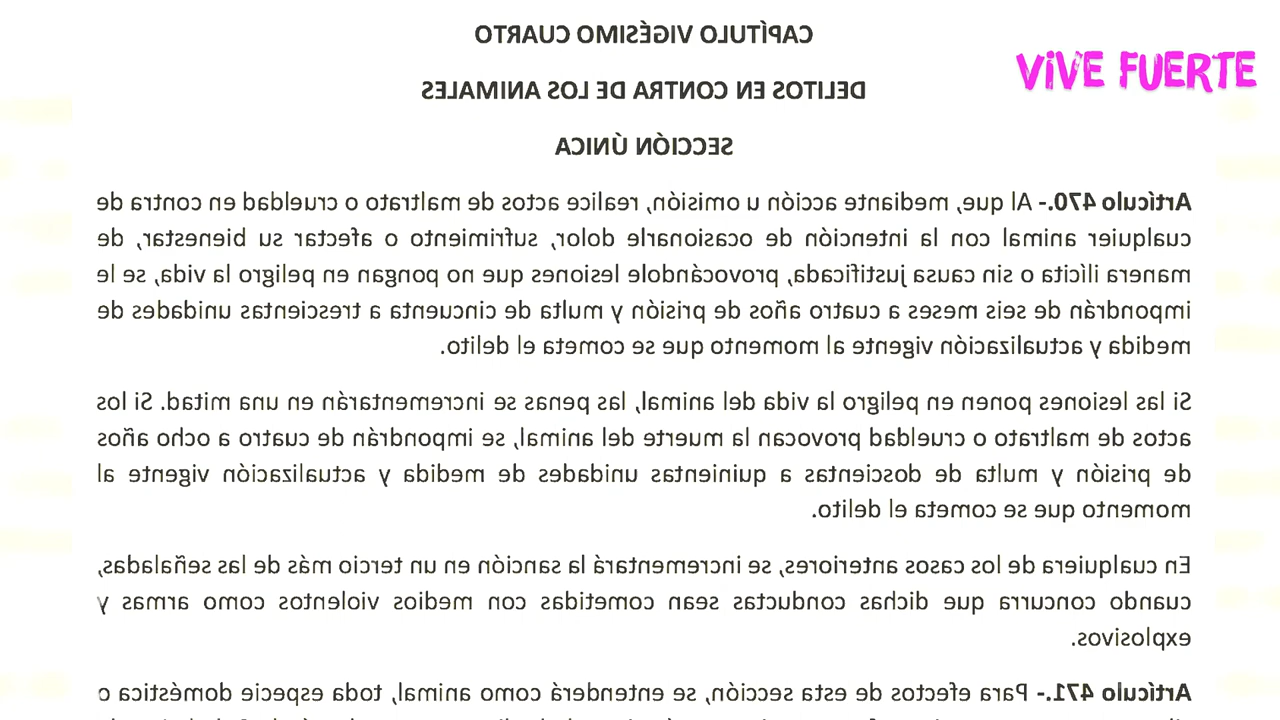 CAPÍTULO VIGÉSIMO CUARTO
VIVE FUERTE
DELITOS EN CONTRA DE LOS ANIMALES
SECCIÓN ÚNICA
Artículo 470.- Al que, mediante acción u omisión, realice actos de maltrato o crueldad en contra de
cualquier animal con la intención de ocasionarle dolor, sufrimiento o afectar su bienestar, de
manera ilícita o sin causa justificada, provocándole lesiones que no pongan en peligro la vida, se le
impondrán de seis meses a cuatro años de prisión y multa de cincuenta a trescientas unidades de
medida y actualización vigente al momento que se cometa el delito.
Si las lesiones ponen en peligro la vida del animal, las penas se incrementarán en una mitad. Si los
actos de maltrato o crueldad provocan la muerte del animal, se impondrán de cuatro a ocho años
de prisión y multa de doscientas a quinientas unidades de medida y actualización vigente al
momento que se cometa el delito.
En cualquiera de los casos anteriores, se incrementará la sanción en un tercio más de las señaladas,
cuando concurra que dichas conductas sean cometidas con medios violentos como armas y
explosivos.
Artículo 471.- Para efectos de esta sección, se entenderá como animal, toda especie doméstica o